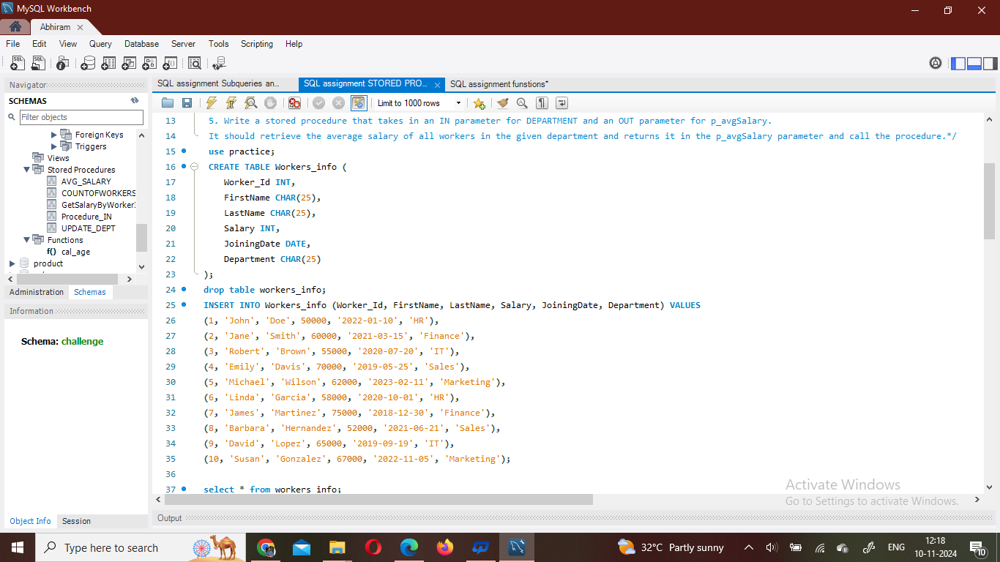 MySQL Workbench
Abhiram
File Edit View Query Database Server Tools Scripting Help
Navigator
SCHEMAS
Filter objects
Foreign Keys
Triggers
Views
Stored Procedures
AVG_SALARY
COUNTOFWORKERS
GetSalaryByWorkerI
Procedure_IN
UPDATE_DEPT
Functions
f() cal_age
product
Administration Schemas
Information
Schema: challenge
Object Info Session
SQL assignment Subqueries an... SQL assignment STORED PRO... SQL assignment funstions*
Limit to 1000 rows
13 5. Write a stored procedure that takes in an IN parameter for DEPARTMENT and an OUT parameter for p_avgSalary.
14 It should retrieve the average salary of all workers in the given department and returns it in the p_avgSalary parameter and call the procedure.*/
15 use practice;
16 CREATE TABLE Workers_info (
17 Worker_Id INT,
18 FirstName CHAR(25),
19 LastName CHAR(25),
20 Salary INT,
21 JoiningDate DATE,
22 Department CHAR(25)
23 );
24 drop table workers_info;
25 INSERT INTO Workers_info (Worker_Id, FirstName, LastName, Salary, JoiningDate, Department) VALUES
26 (1, 'John', 'Doe', 50000, '2022-01-10', 'HR'),
27 (2, 'Jane', 'Smith', 60000, '2021-03-15', 'Finance'),
28 (3, 'Robert', 'Brown', 55000, '2020-07-20', 'IT'),
29 (4, 'Emily', 'Davis', 70000, '2019-05-25', 'Sales'),
30 (5, 'Michael', 'Wilson', 62000, '2023-02-11', 'Marketing'),
31 (6, 'Linda', 'Garcia', 58000, '2020-10-01', 'HR'),
32 (7, 'James', 'Martinez', 75000, '2018-12-30', 'Finance'),
33 (8, 'Barbara', 'Hernandez', 52000, '2021-06-21', 'Sales'),
34 (9, 'David', 'Lopez', 65000, '2019-09-19', 'IT'),
35 (10, 'Susan', 'Gonzalez', 67000, '2022-11-05', 'Marketing');
36
37 select * from workers_info;
Activate Windows
Go to Settings to activate Windows.
Output
Type here to search
32°C Partly sunny
ENG
12:18
10-11-2024
10